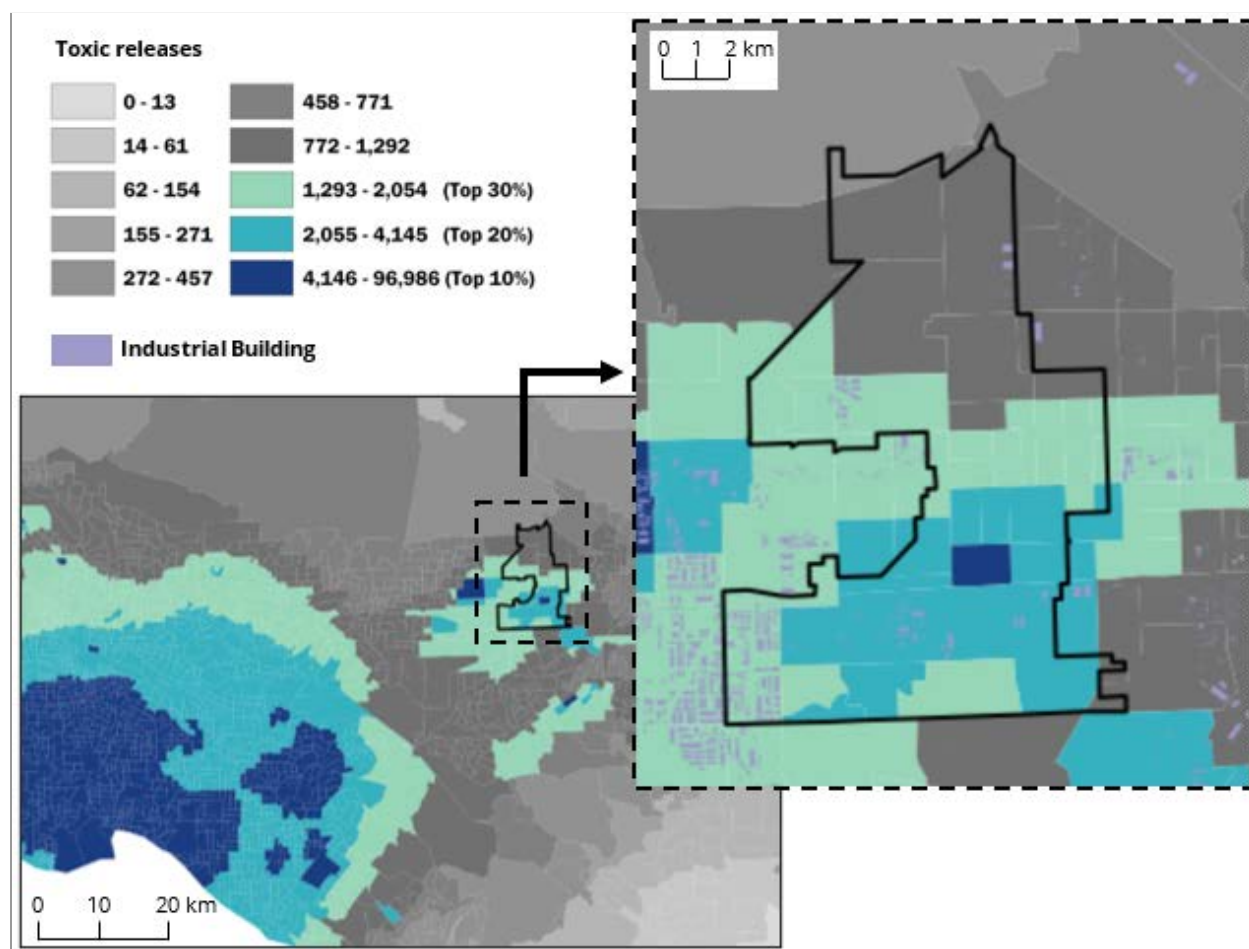 Toxic releases
0 - 13
14 - 61
62 - 154
155 - 271
272 - 457
458 - 771
772 - 1,292
1,293 - 2,054 (Top 30%)
2,055 - 4,145 (Top 20%)
4,146 - 96,986 (Top 10%)
Industrial Building
0 1 2 km
0 10 20 km